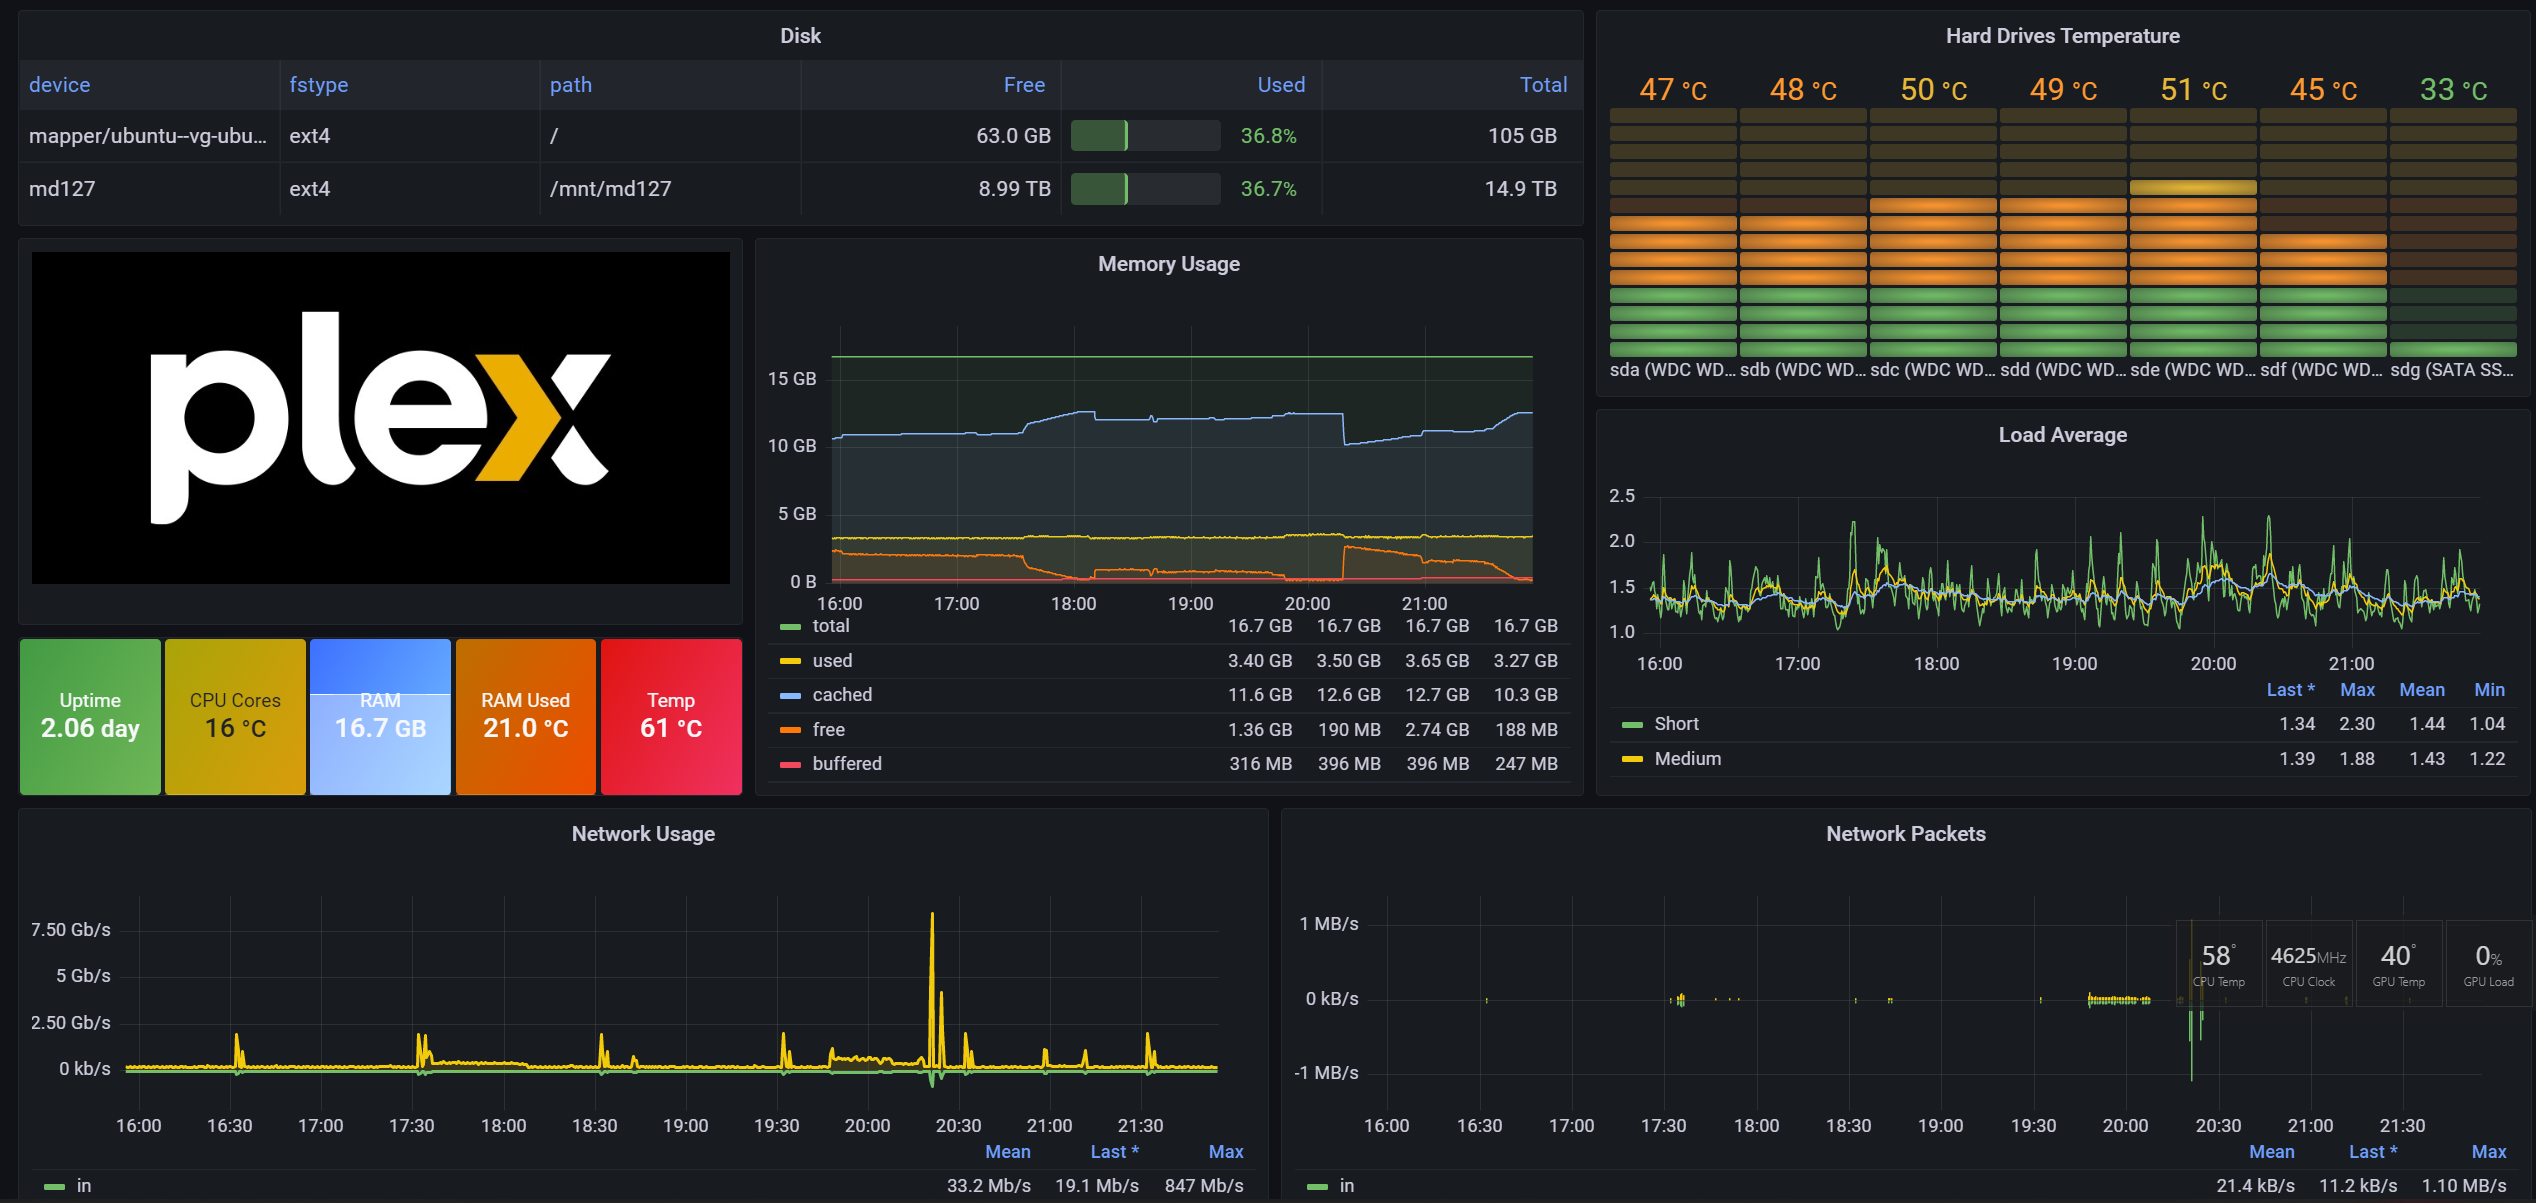 Disk
device fstype path Free Used Total
mapper/ubuntu--vg-ubu... ext4 / 63.0 GB 36.8% 105 GB
md127 ext4 /mnt/md127 8.99 TB 36.7% 14.9 TB
Hard Drives Temperature
47 °C 48 °C 50 °C 49 °C 51 °C 45 °C 33 °C
sda (WDC WD... sdb (WDC WD... sdc (WDC WD... sdd (WDC WD... sde (WDC WD... sdf (WDC WD... sdg (SATA SS...
plex
Uptime
2.06 day
CPU Cores
16 °C
RAM
16.7 GB
RAM Used
21.0 °C
Temp
61 °C
Memory Usage
15 GB
10 GB
5 GB
0 B
16:00 17:00 18:00 19:00 20:00 21:00
total 16.7 GB 16.7 GB 16.7 GB 16.7 GB
used 3.40 GB 3.50 GB 3.65 GB 3.27 GB
cached 11.6 GB 12.6 GB 12.7 GB 10.3 GB
free 1.36 GB 190 MB 2.74 GB 188 MB
buffered 316 MB 396 MB 396 MB 247 MB
Load Average
2.5
2.0
1.5
1.0
16:00 17:00 18:00 19:00 20:00 21:00
Last * Max Mean Min
Short 1.34 2.30 1.44 1.04
Medium 1.39 1.88 1.43 1.22
Network Usage
7.50 Gb/s
5 Gb/s
2.50 Gb/s
0 kb/s
16:00 16:30 17:00 17:30 18:00 18:30 19:00 19:30 20:00 20:30 21:00 21:30
Mean Last * Max
in 33.2 Mb/s 19.1 Mb/s 847 Mb/s
Network Packets
1 MB/s
0 kB/s
-1 MB/s
58° 4625MHz 40° 0%
CPU Temp CPU Clock GPU Temp GPU Load
16:00 16:30 17:00 17:30 18:00 18:30 19:00 19:30 20:00 20:30 21:00 21:30
Mean Last * Max
in 21.4 kB/s 11.2 kB/s 1.10 MB/s